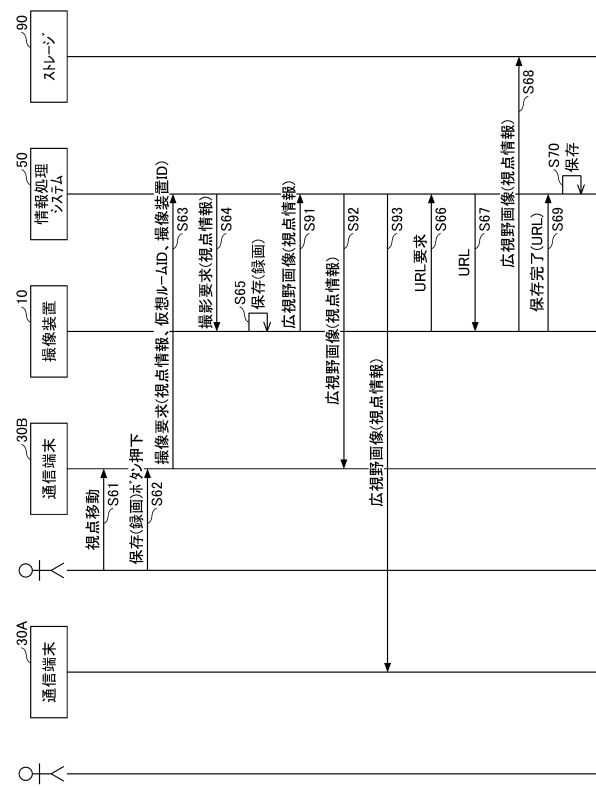 30A
通信端末
30B
通信端末
10
撮像装置
50
情報処理
システム
90
ストレージ
視点移動
S61
保存(録画)ボタン押下
S62
撮像要求(視点情報、仮想ルームID、撮像装置ID)
S63
撮影要求(視点情報)
S64
S65
保存(録画)
広視野画像(視点情報)
S91
広視野画像(視点情報)
S92
広視野画像(視点情報)
S93
URL要求
S66
URL
S67
広視野画像(視点情報)
S68
保存完了(URL)
S69
S70
保存